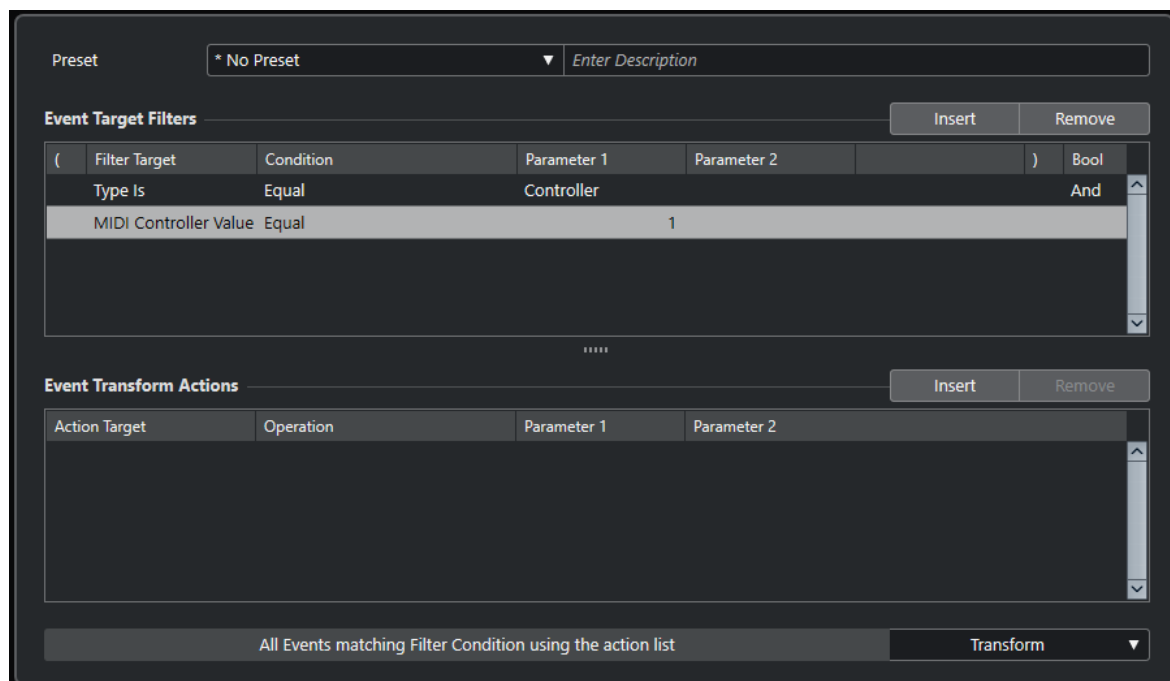 Preset * No Preset ▼ Enter Description
Event Target Filters Insert Remove
( Filter Target Condition Parameter 1 Parameter 2 ) Bool
Type Is Equal Controller And
MIDI Controller Value Equal 1
Event Transform Actions Insert Remove
Action Target Operation Parameter 1 Parameter 2
All Events matching Filter Condition using the action list Transform ▼